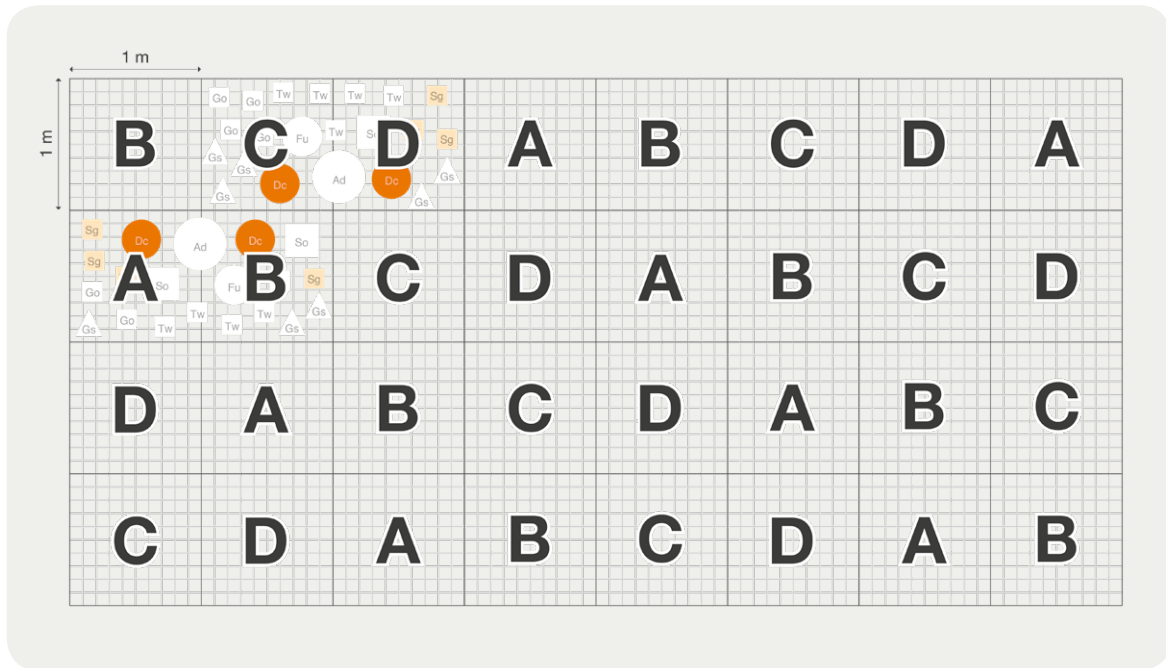 1 m
1 m
Go Go Tw Tw Tw Tw Sg
B C D A B C D A
Go Go Fu Tw Sg
Gs Gs Gs
Dc Ad Dc Gs Gs
Sg Dc Ad Dc So
Sg
A B C D A B C D
Go So Fu Sg
Gs Go Tw Tw Tw Tw Gs Gs
D A B C D A B C
C D A B C D A B